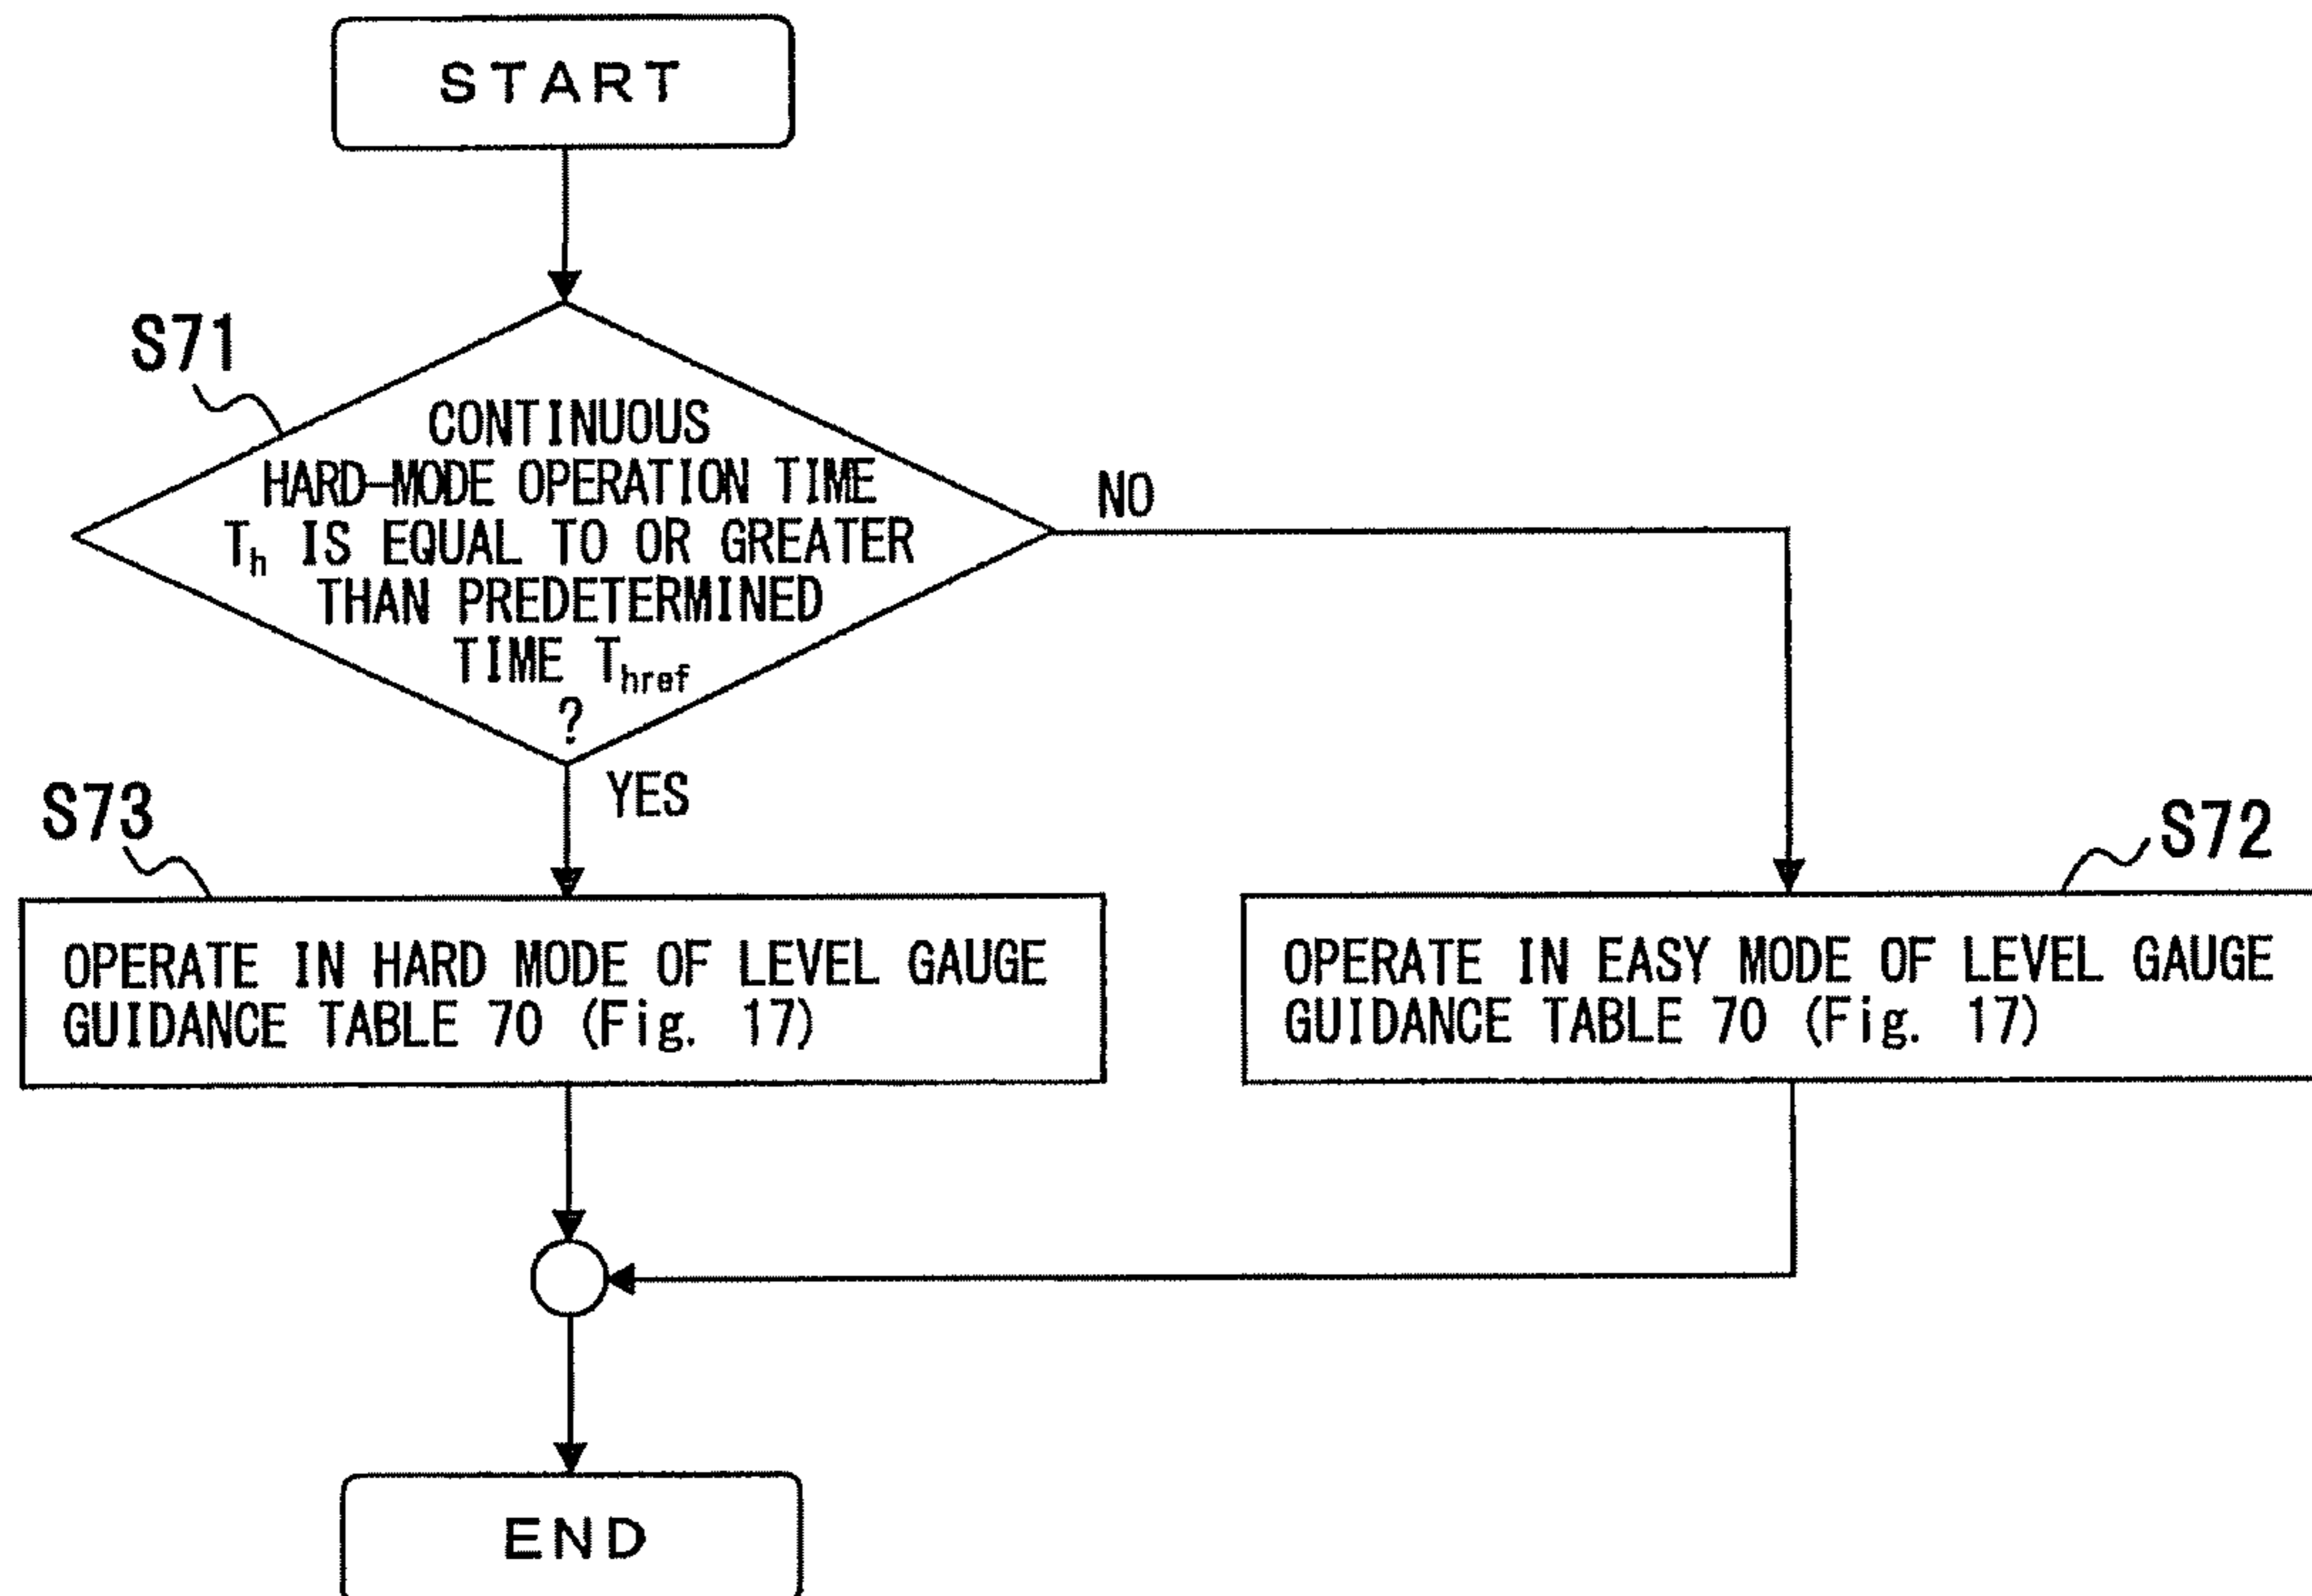 START
S71
CONTINUOUS
HARD-MODE OPERATION TIME
Th IS EQUAL TO OR GREATER
THAN PREDETERMINED
TIME Thref
?
NO
YES
S73
OPERATE IN HARD MODE OF LEVEL GAUGE
GUIDANCE TABLE 70 (Fig. 17)
S72
OPERATE IN EASY MODE OF LEVEL GAUGE
GUIDANCE TABLE 70 (Fig. 17)
END